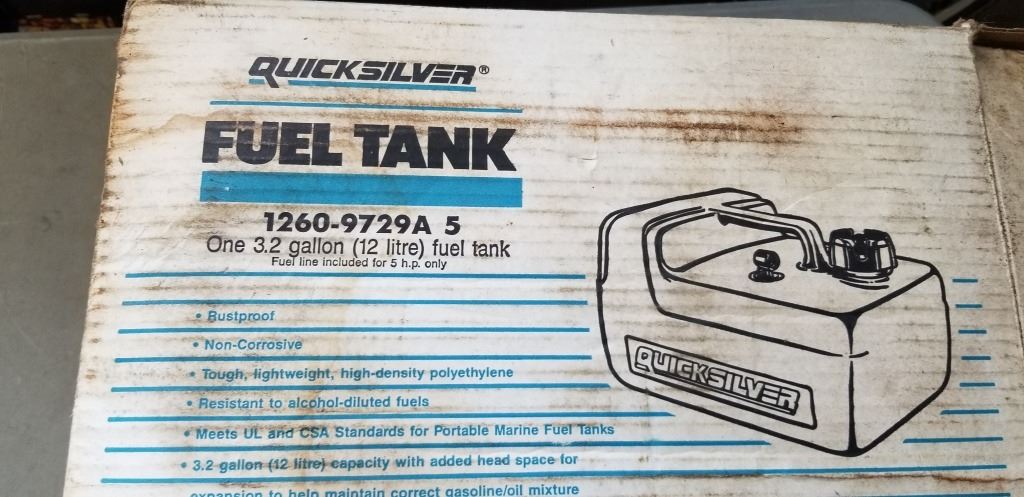 QUICKSILVER®
FUEL TANK
1260-9729A 5
One 3.2 gallon (12 litre) fuel tank
Fuel line included for 5 h.p. only
• Rustproof
• Non-Corrosive
• Tough, lightweight, high-density polyethylene
• Resistant to alcohol-diluted fuels
• Meets UL and CSA Standards for Portable Marine Fuel Tanks
• 3.2 gallon (12 litre) capacity with added head space for
expansion to help maintain correct gasoline/oil mixture
QUICKSILVER